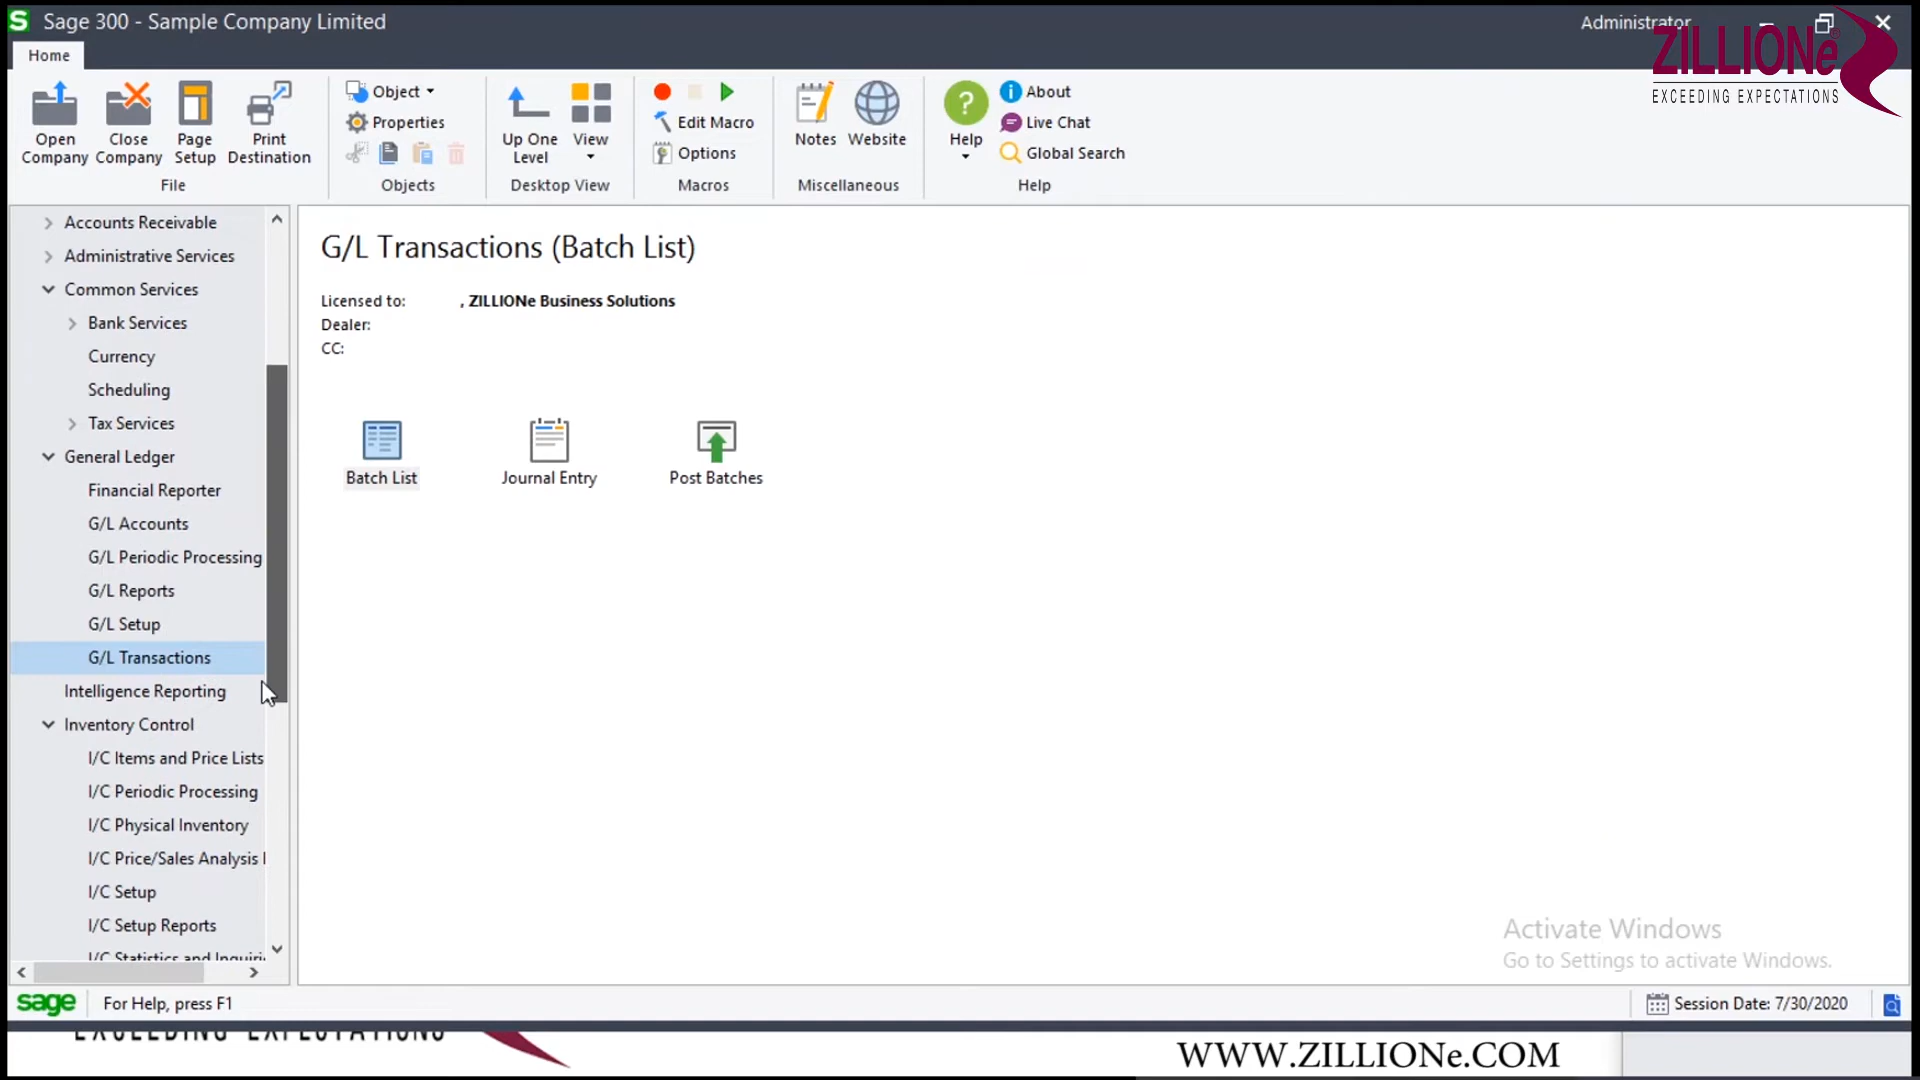 Sage 300 - Sample Company Limited
Administrator
ZILLIONe
EXCEEDING EXPECTATIONS
Home
Open Company
Close Company
Page Setup
Print Destination
File
Object
Properties
Objects
Up One Level
View
Desktop View
Edit Macro
Options
Macros
Notes
Website
Miscellaneous
Help
About
Live Chat
Global Search
Help
Accounts Receivable
Administrative Services
Common Services
Bank Services
Currency
Scheduling
Tax Services
General Ledger
Financial Reporter
G/L Accounts
G/L Periodic Processing
G/L Reports
G/L Setup
G/L Transactions
Intelligence Reporting
Inventory Control
I/C Items and Price Lists
I/C Periodic Processing
I/C Physical Inventory
I/C Price/Sales Analysis
I/C Setup
I/C Setup Reports
I/C Statistics and Inquiri
G/L Transactions (Batch List)
Licensed to: , ZILLIONe Business Solutions
Dealer:
CC:
Batch List
Journal Entry
Post Batches
Activate Windows
Go to Settings to activate Windows.
sage
For Help, press F1
Session Date: 7/30/2020
EXCEEDING EXPECTATIONS
WWW.ZILLIONe.COM